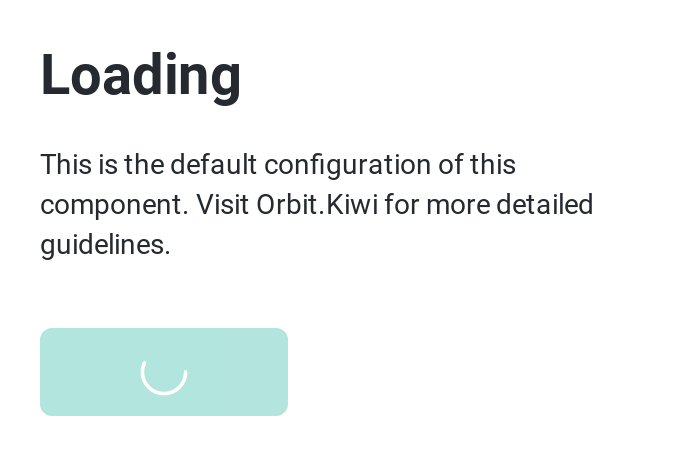 Loading
This is the default configuration of this
component. Visit Orbit.Kiwi for more detailed
guidelines.